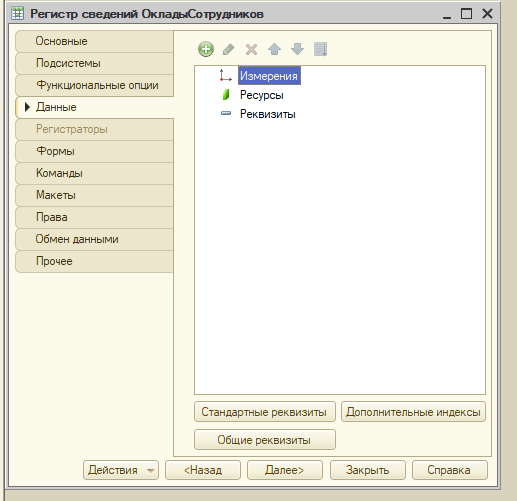 Регистр сведений ОкладыСотрудников
Основные
Подсистемы
Функциональные опции
Данные
Регистраторы
Формы
Команды
Макеты
Права
Обмен данными
Прочее
Измерения
Ресурсы
Реквизиты
Стандартные реквизиты
Дополнительные индексы
Общие реквизиты
Действия
<Назад
Далее>
Закрыть
Справка